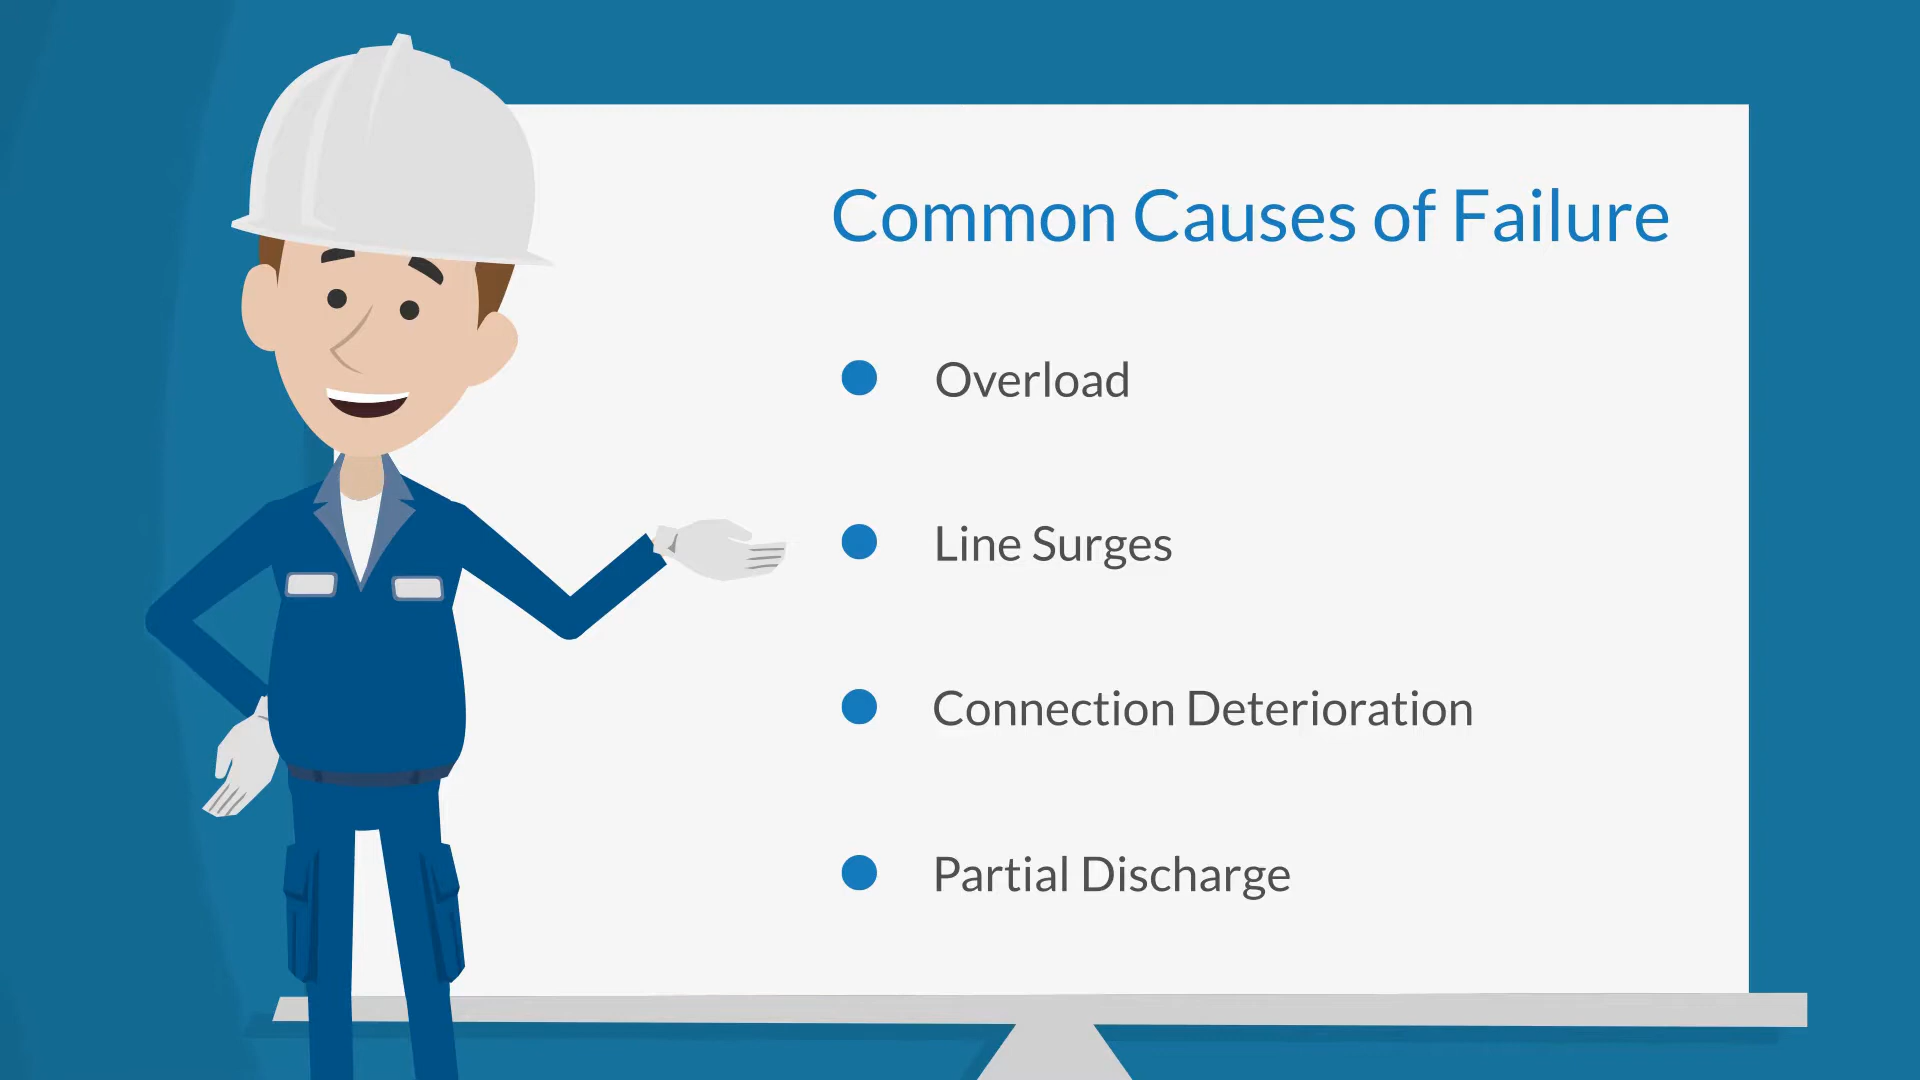 Common Causes of Failure
Overload
Line Surges
Connection Deterioration
Partial Discharge